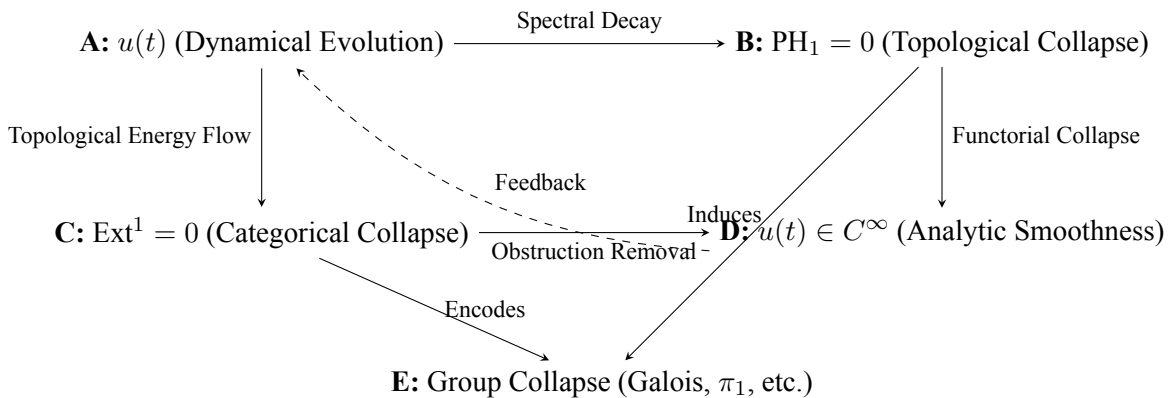 Spectral Decay
A: u(t) (Dynamical Evolution)
B: PH₁ = 0 (Topological Collapse)
Topological Energy Flow
Functorial Collapse
Feedback
Induces
C: Ext¹ = 0 (Categorical Collapse)
D: u(t) ∈ C^∞ (Analytic Smoothness)
Obstruction Removal
Encodes
E: Group Collapse (Galois, π₁, etc.)